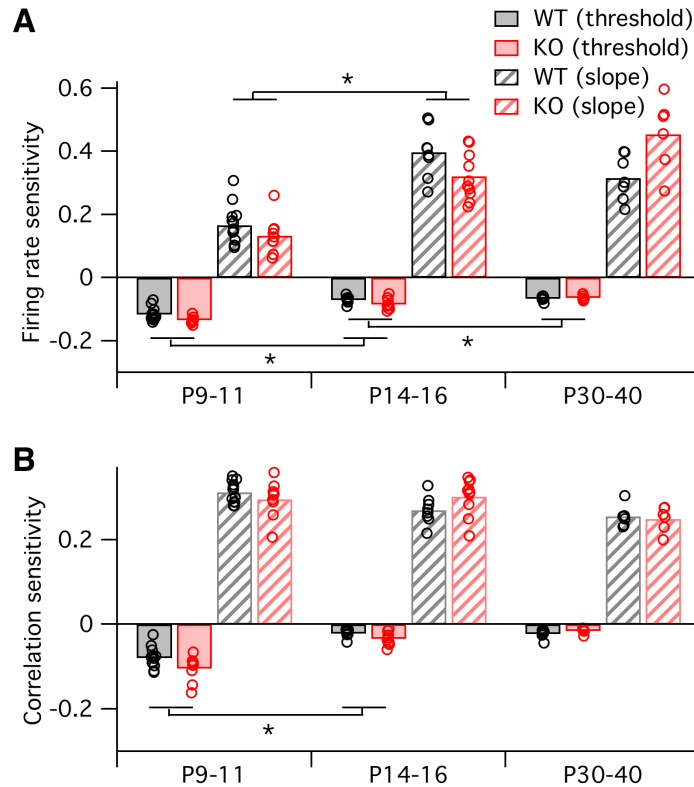 A
WT (threshold)
KO (threshold)
WT (slope)
KO (slope)
Firing rate sensitivity
0.6
0.4
0.2
0
-0.2
*
*
*
P9-11
P14-16
P30-40
B
Correlation sensitivity
0.2
0
-0.2
*
P9-11
P14-16
P30-40